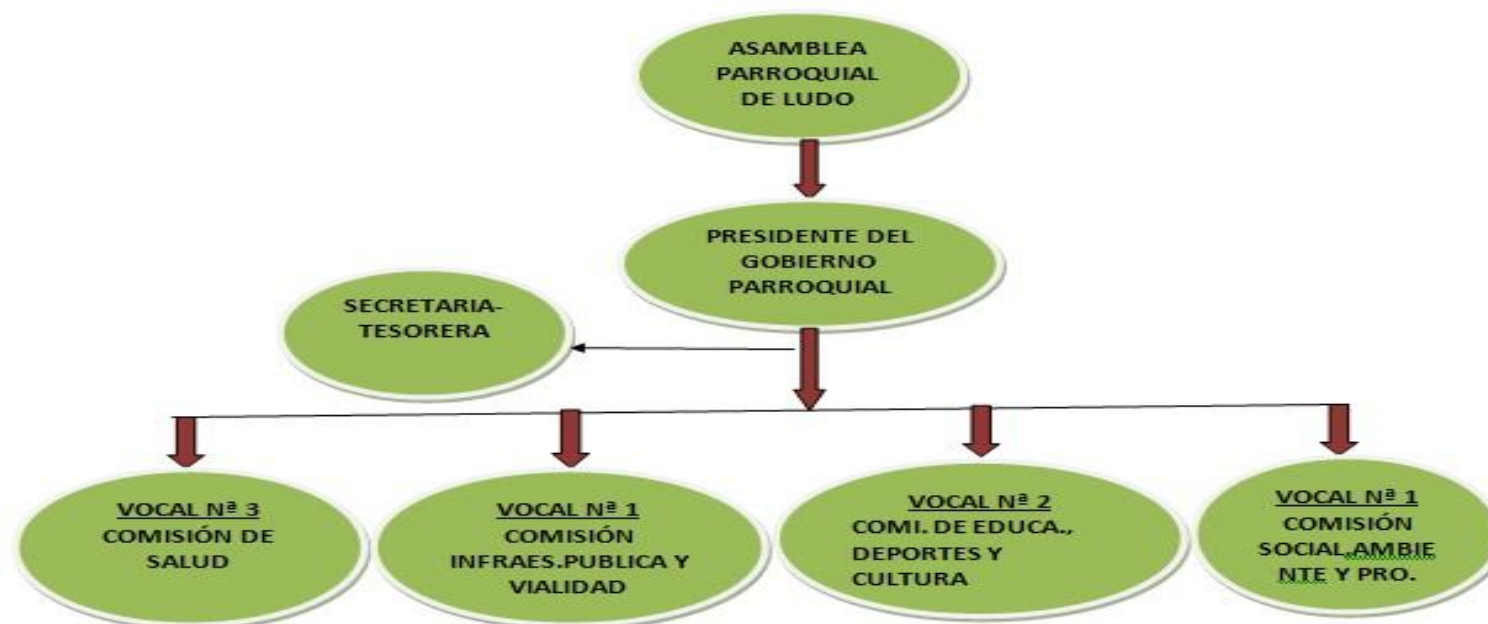 ASAMBLEA
PARROQUIAL
DE LUDO
PRESIDENTE DEL
GOBIERNO
PARROQUIAL
SECRETARIA-
TESORERA
VOCAL Nª 3
COMISIÓN DE
SALUD
VOCAL Nª 1
COMISIÓN
INFRAES.PUBLICA Y
VIALIDAD
VOCAL Nª 2
COMI. DE EDUCA.,
DEPORTES Y
CULTURA
VOCAL Nª 1
COMISIÓN
SOCIAL,AMBIE
NTE Y PRO.